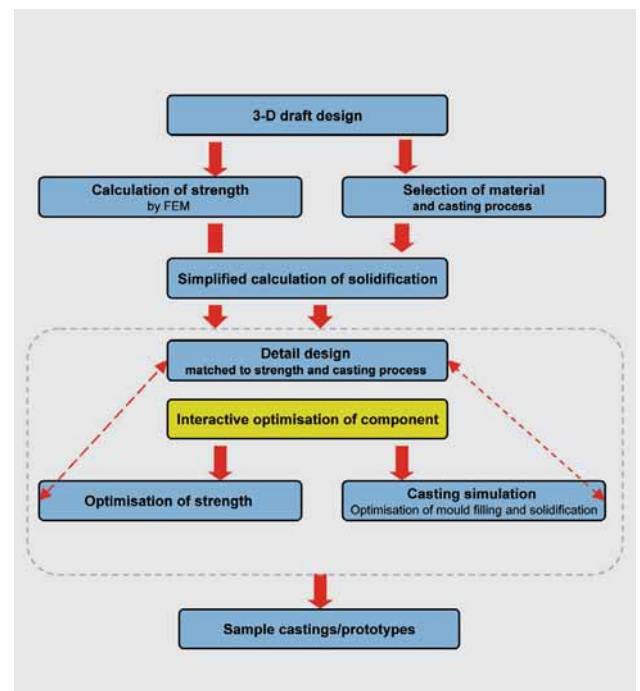 3-D draft design
Calculation of strength
by FEM
Selection of material
and casting process
Simplified calculation of solidification
Detail design
matched to strength and casting process
Interactive optimisation of component
Optimisation of strength
Casting simulation
Optimisation of mould filling and solidification
Sample castings/prototypes